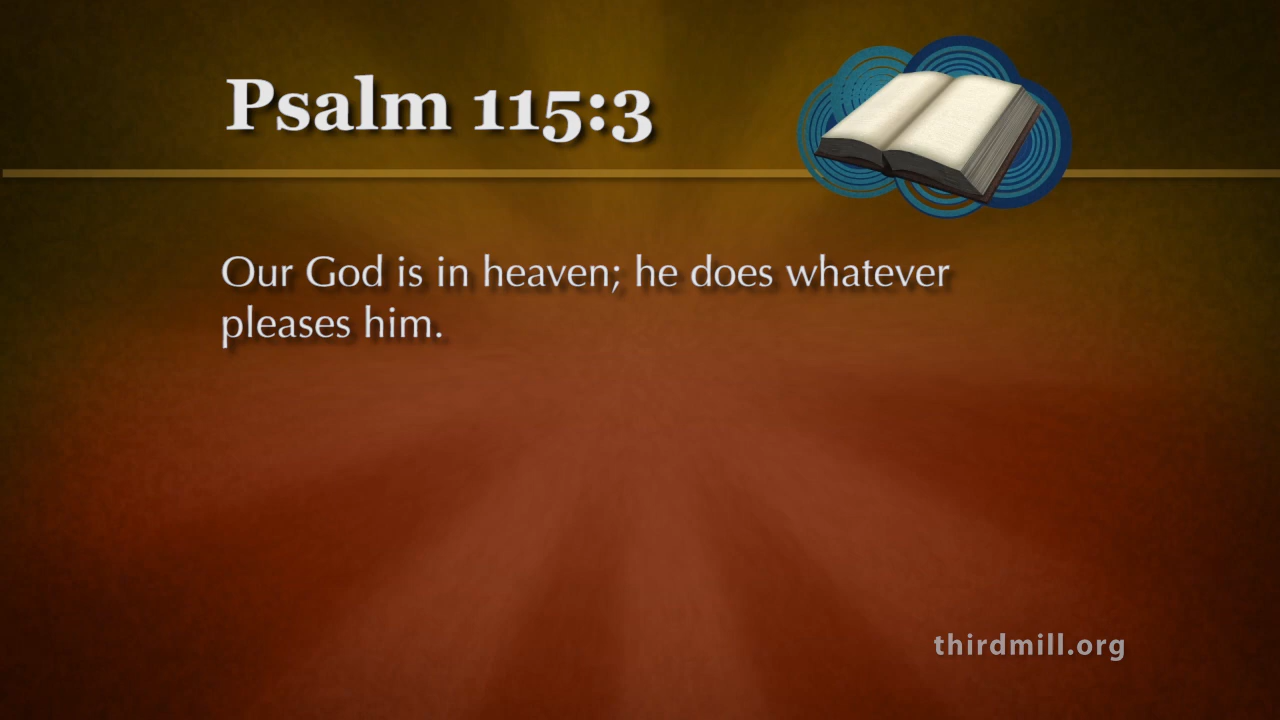 Psalm 115:3
Our God is in heaven; he does whatever
pleases him.
thirdmill.org